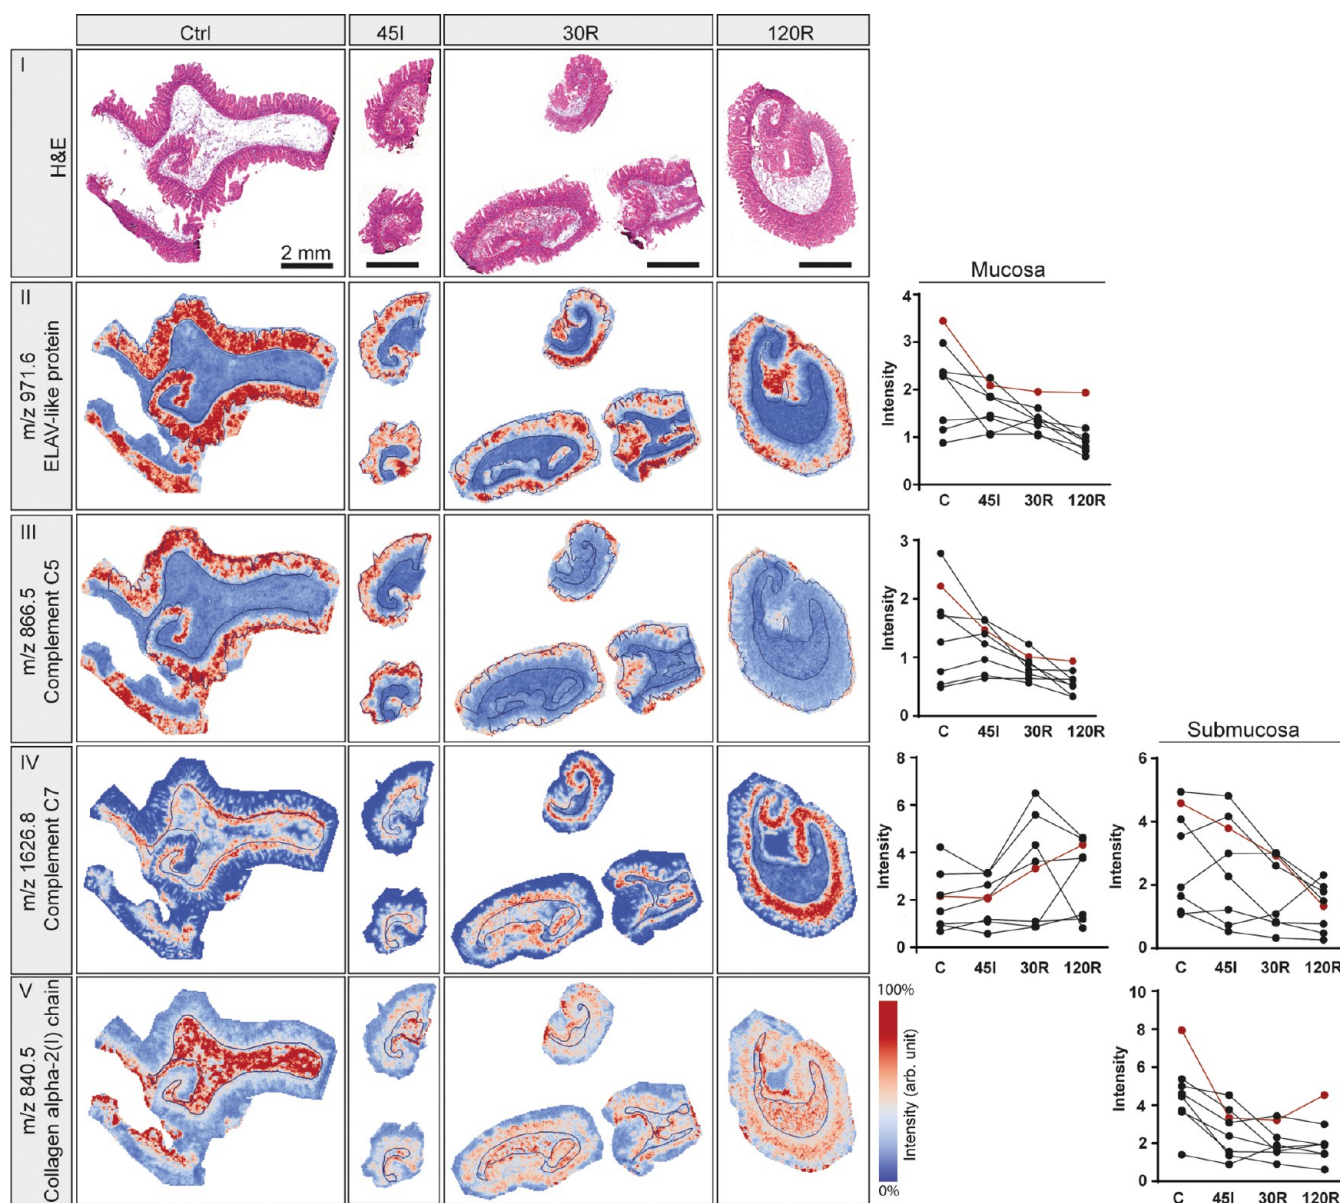 Ctrl
45I
30R
120R
I
H&E
2 mm
II
m/z 971.6
ELAV-like protein
Mucosa
Intensity
4
3
2
1
0
C 45I 30R 120R
III
m/z 866.5
Complement C5
Intensity
3
2
1
0
C 45I 30R 120R
IV
m/z 1626.8
Complement C7
Intensity
8
6
4
2
0
C 45I 30R 120R
Submucosa
Intensity
6
4
2
0
C 45I 30R 120R
V
m/z 840.5
Collagen alpha-2(I) chain
100%
Intensity (arb. unit)
0%
Intensity
10
8
6
4
2
0
C 45I 30R 120R